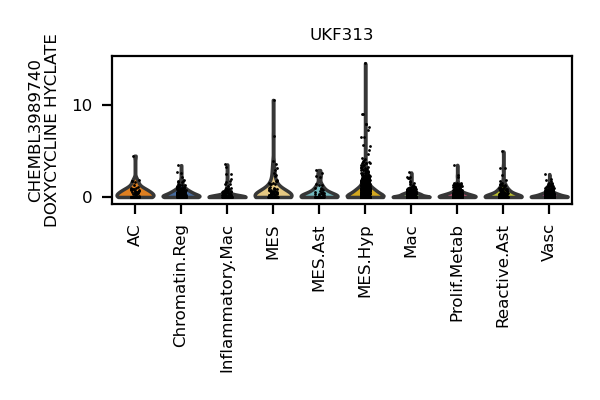 UKF313
CHEMBL3989740
DOXYCYCLINE HYCLATE
10
0
AC
Chromatin.Reg
Inflammatory.Mac
MES
MES.Ast
MES.Hyp
Mac
Prolif.Metab
Reactive.Ast
Vasc